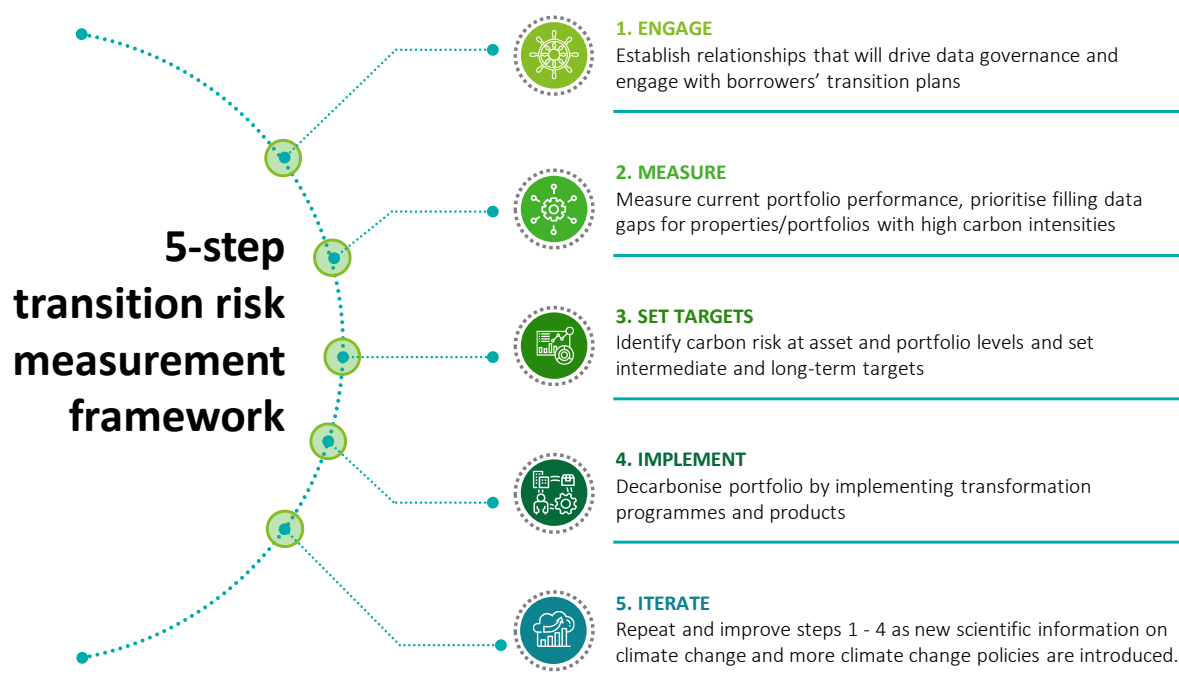 5-step
transition risk
measurement
framework
1. ENGAGE
Establish relationships that will drive data governance and
engage with borrowers’ transition plans
2. MEASURE
Measure current portfolio performance, prioritise filling data
gaps for properties/portfolios with high carbon intensities
3. SET TARGETS
Identify carbon risk at asset and portfolio levels and set
intermediate and long-term targets
4. IMPLEMENT
Decarbonise portfolio by implementing transformation
programmes and products
5. ITERATE
Repeat and improve steps 1 - 4 as new scientific information on
climate change and more climate change policies are introduced.